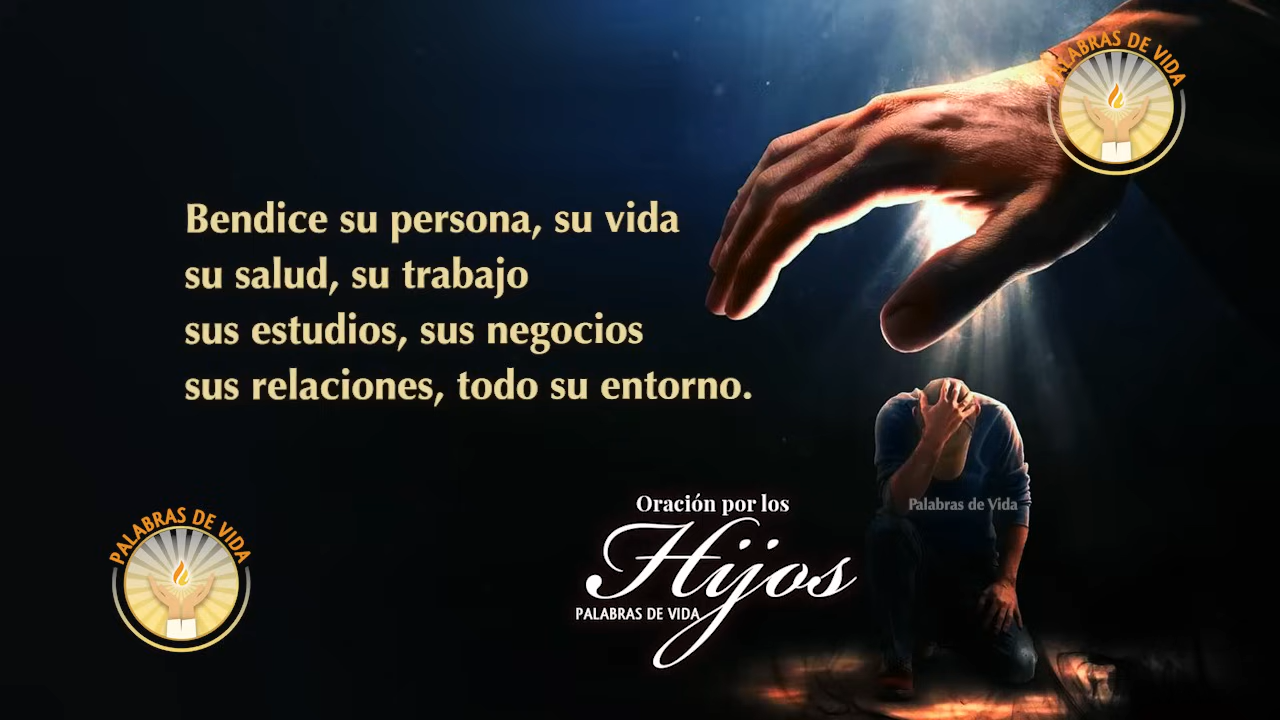 PALABRAS DE VIDA
Bendice su persona, su vida
su salud, su trabajo
sus estudios, sus negocios
sus relaciones, todo su entorno.
Oración por los
Hijos
PALABRAS DE VIDA
Palabras de Vida
PALABRAS DE VIDA